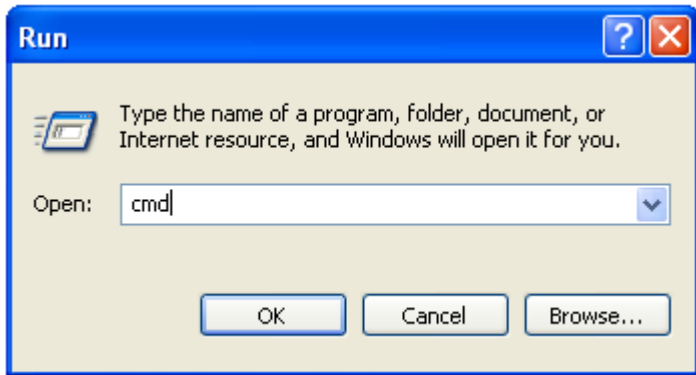 Run
Type the name of a program, folder, document, or
Internet resource, and Windows will open it for you.
Open: cmd
OK Cancel Browse...